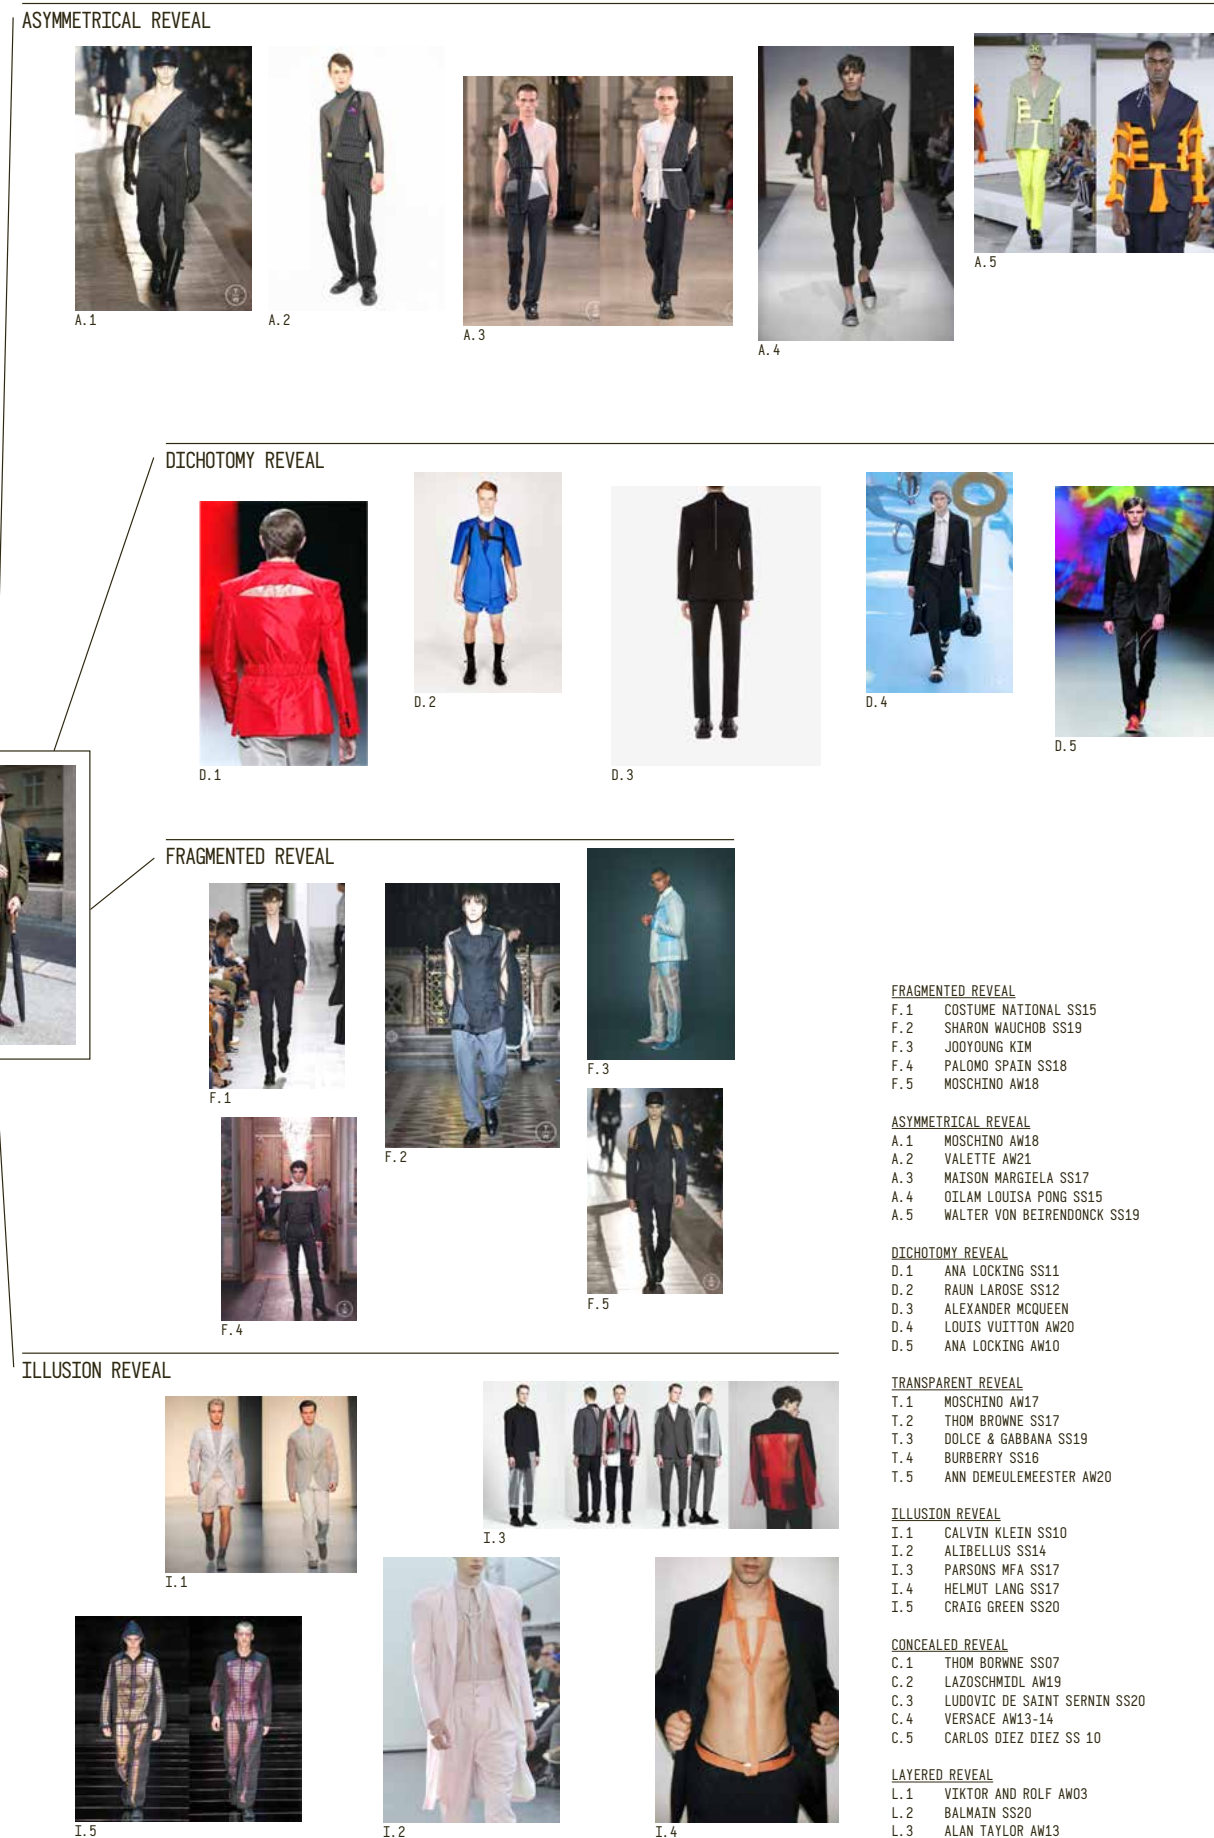 ASYMMETRICAL REVEAL
A.1
A.2
A.3
A.4
A.5
DICHOTOMY REVEAL
D.1
D.2
D.3
D.4
D.5
FRAGMENTED REVEAL
F.1
F.2
F.3
F.4
F.5
ILLUSION REVEAL
I.1
I.3
I.5
I.2
I.4
FRAGMENTED REVEAL
F.1 COSTUME NATIONAL SS15
F.2 SHARON WAUCHOB SS19
F.3 JOOYOUNG KIM
F.4 PALOMO SPAIN SS18
F.5 MOSCHINO AW18
ASYMMETRICAL REVEAL
A.1 MOSCHINO AW18
A.2 VALETTE AW21
A.3 MAISON MARGIELA SS17
A.4 OILAM LOUISA PONG SS15
A.5 WALTER VON BEIRENDONCK SS19
DICHOTOMY REVEAL
D.1 ANA LOCKING SS11
D.2 RAUN LAROSE SS12
D.3 ALEXANDER MCQUEEN
D.4 LOUIS VUITTON AW20
D.5 ANA LOCKING AW10
TRANSPARENT REVEAL
T.1 MOSCHINO AW17
T.2 THOM BROWNE SS17
T.3 DOLCE & GABBANA SS19
T.4 BURBERRY SS16
T.5 ANN DEMEULEMEESTER AW20
ILLUSION REVEAL
I.1 CALVIN KLEIN SS10
I.2 ALIBELLUS SS14
I.3 PARSONS MFA SS17
I.4 HELMUT LANG SS17
I.5 CRAIG GREEN SS20
CONCEALED REVEAL
C.1 THOM BORWNE SS07
C.2 LAZOSCHMIDL AW19
C.3 LUDOVIC DE SAINT SERNIN SS20
C.4 VERSACE AW13-14
C.5 CARLOS DIEZ DIEZ SS 10
LAYERED REVEAL
L.1 VIKTOR AND ROLF AW03
L.2 BALMAIN SS20
L.3 ALAN TAYLOR AW13